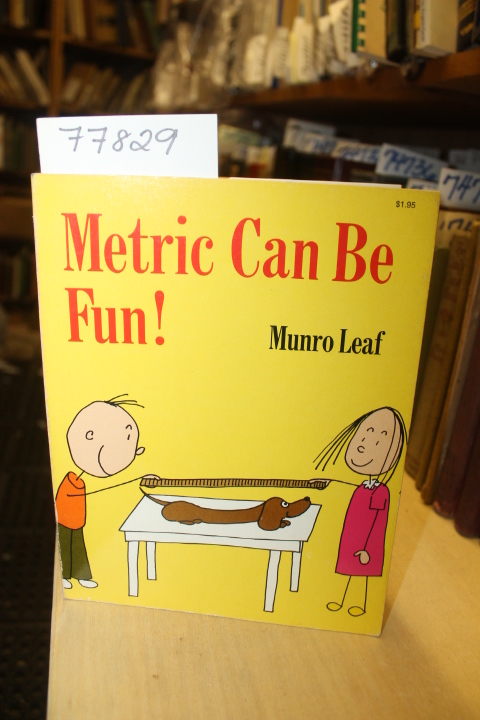 77829
$1.95
Metric Can Be
Fun!
Munro Leaf